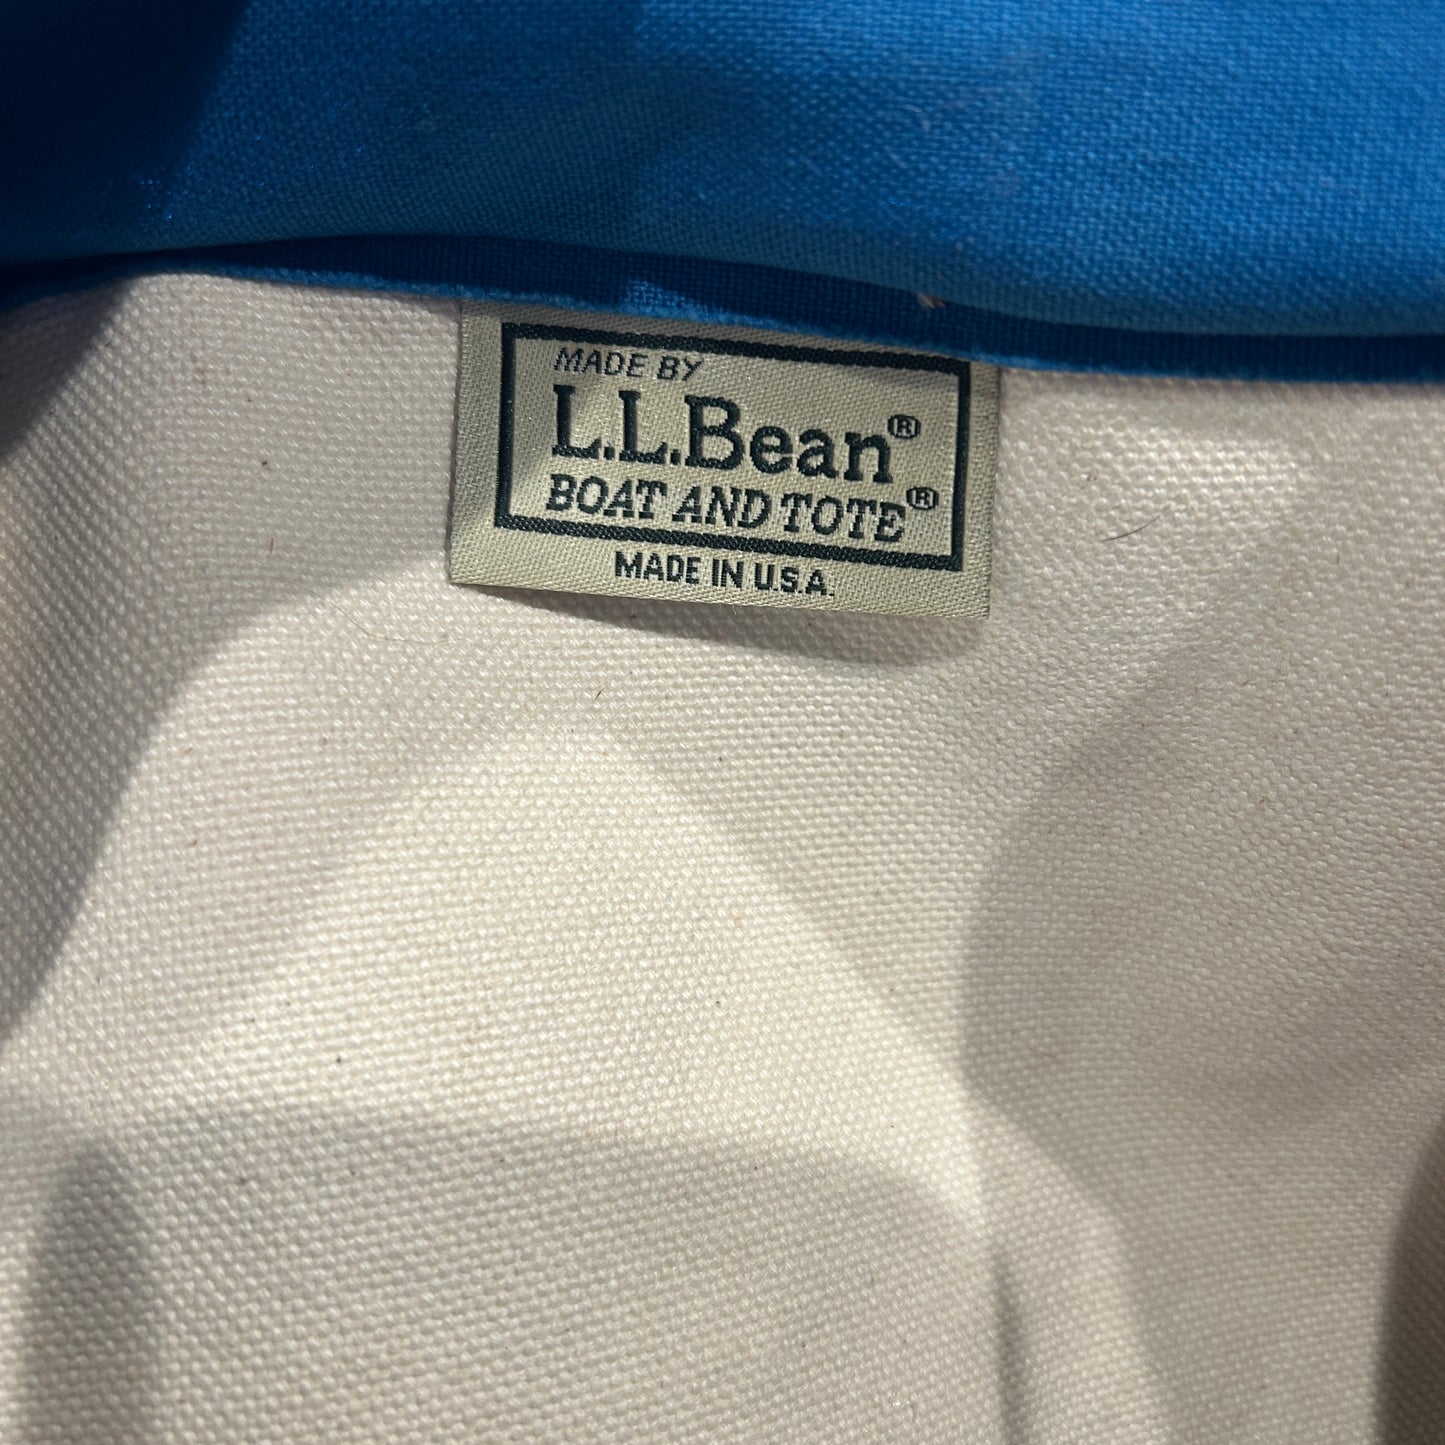 MADE BY
L.L.Bean®
BOAT AND TOTE®
MADE IN U.S.A.